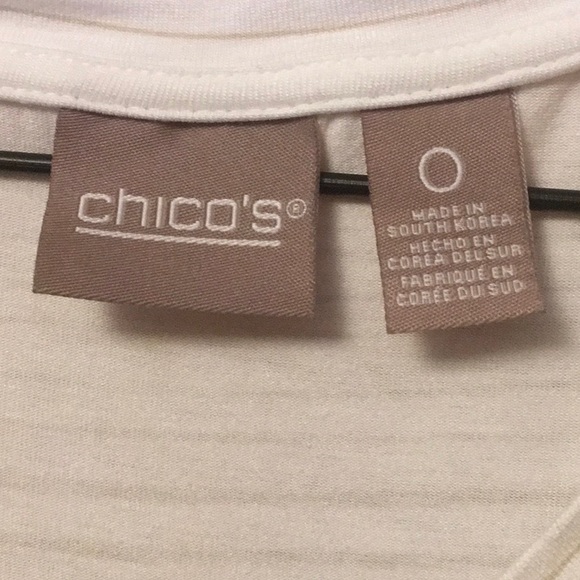 chico's®
0
MADE IN
SOUTH KOREA
HECHO EN
COREA DEL SUR
FABRIQUÉ EN
CORÉE DU SUD